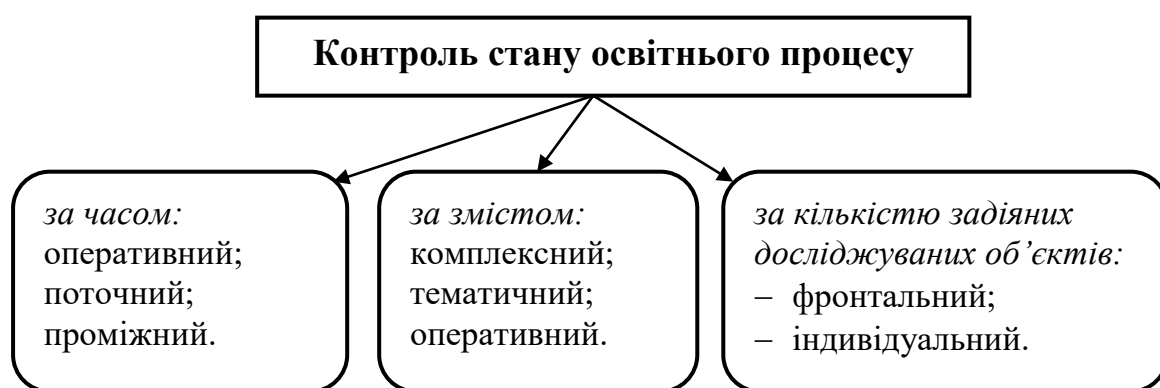 Контроль стану освітнього процесу
за часом:
оперативний;
поточний;
проміжний.
за змістом:
комплексний;
тематичний;
оперативний.
за кількістю задіяних
досліджуваних об’єктів:
– фронтальний;
– індивідуальний.